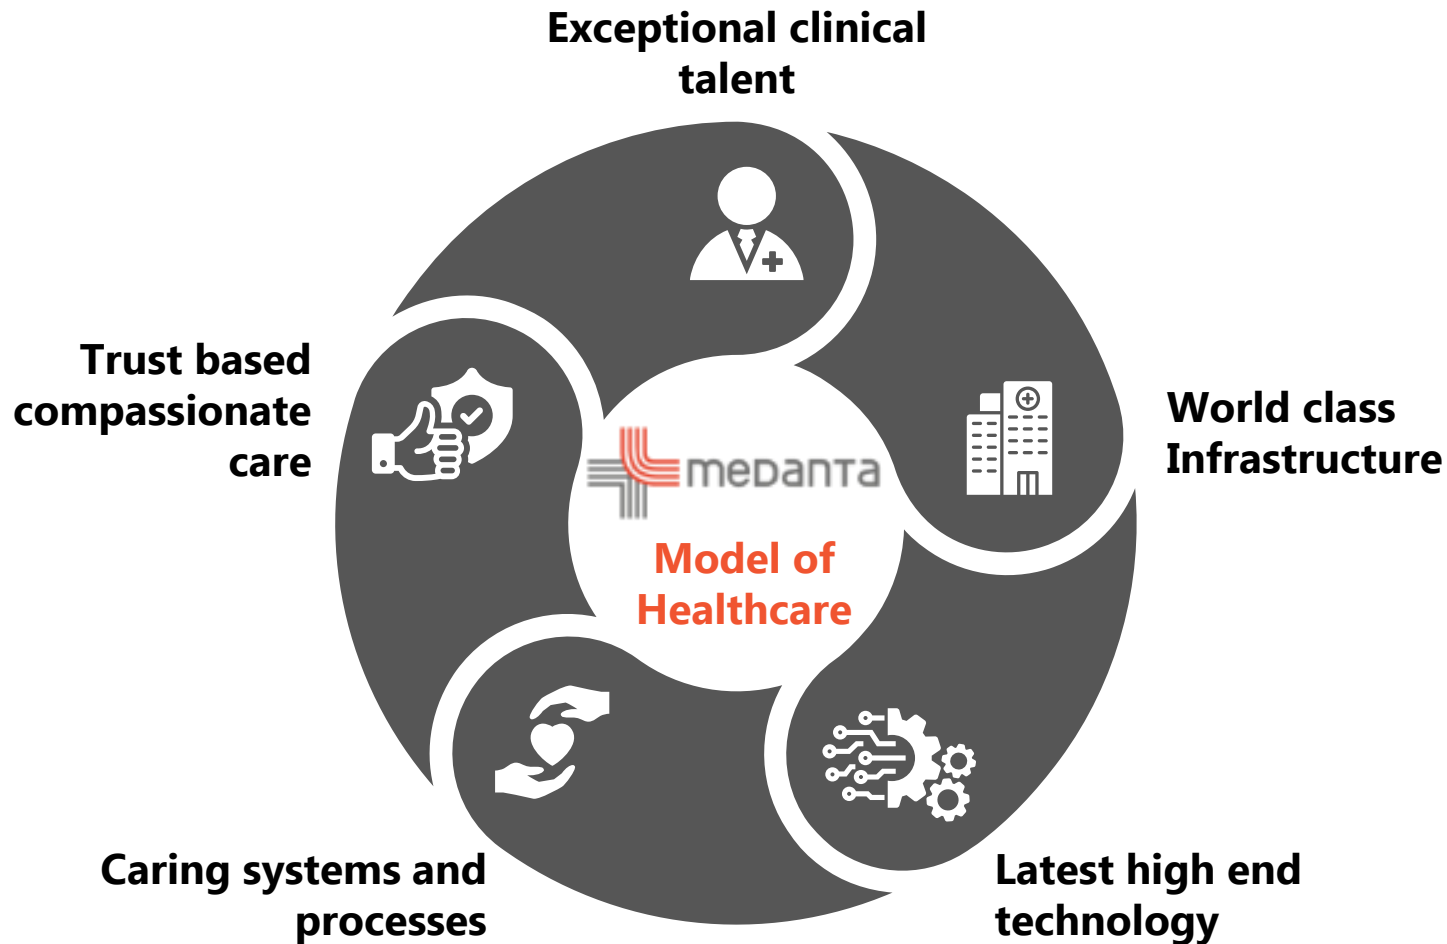 Exceptional clinical
talent
Trust based
compassionate
care
World class
Infrastructure
meDanTa
Model of
Healthcare
Caring systems and
processes
Latest high end
technology